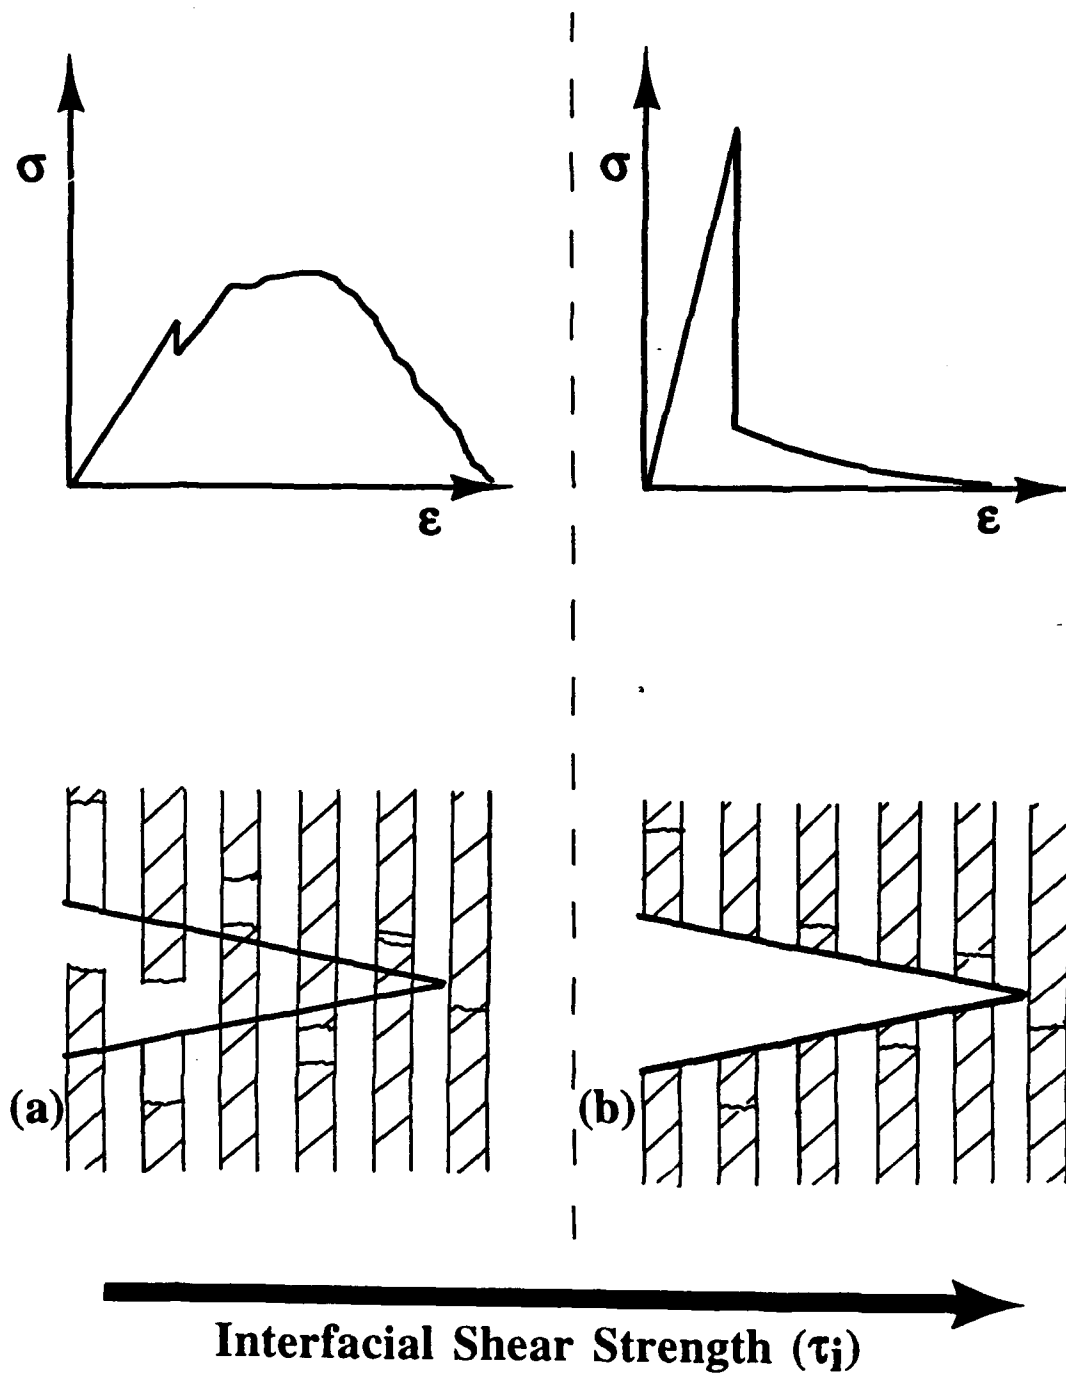 σ
σ
ε
ε
(a)
(b)
Interfacial Shear Strength (τi)